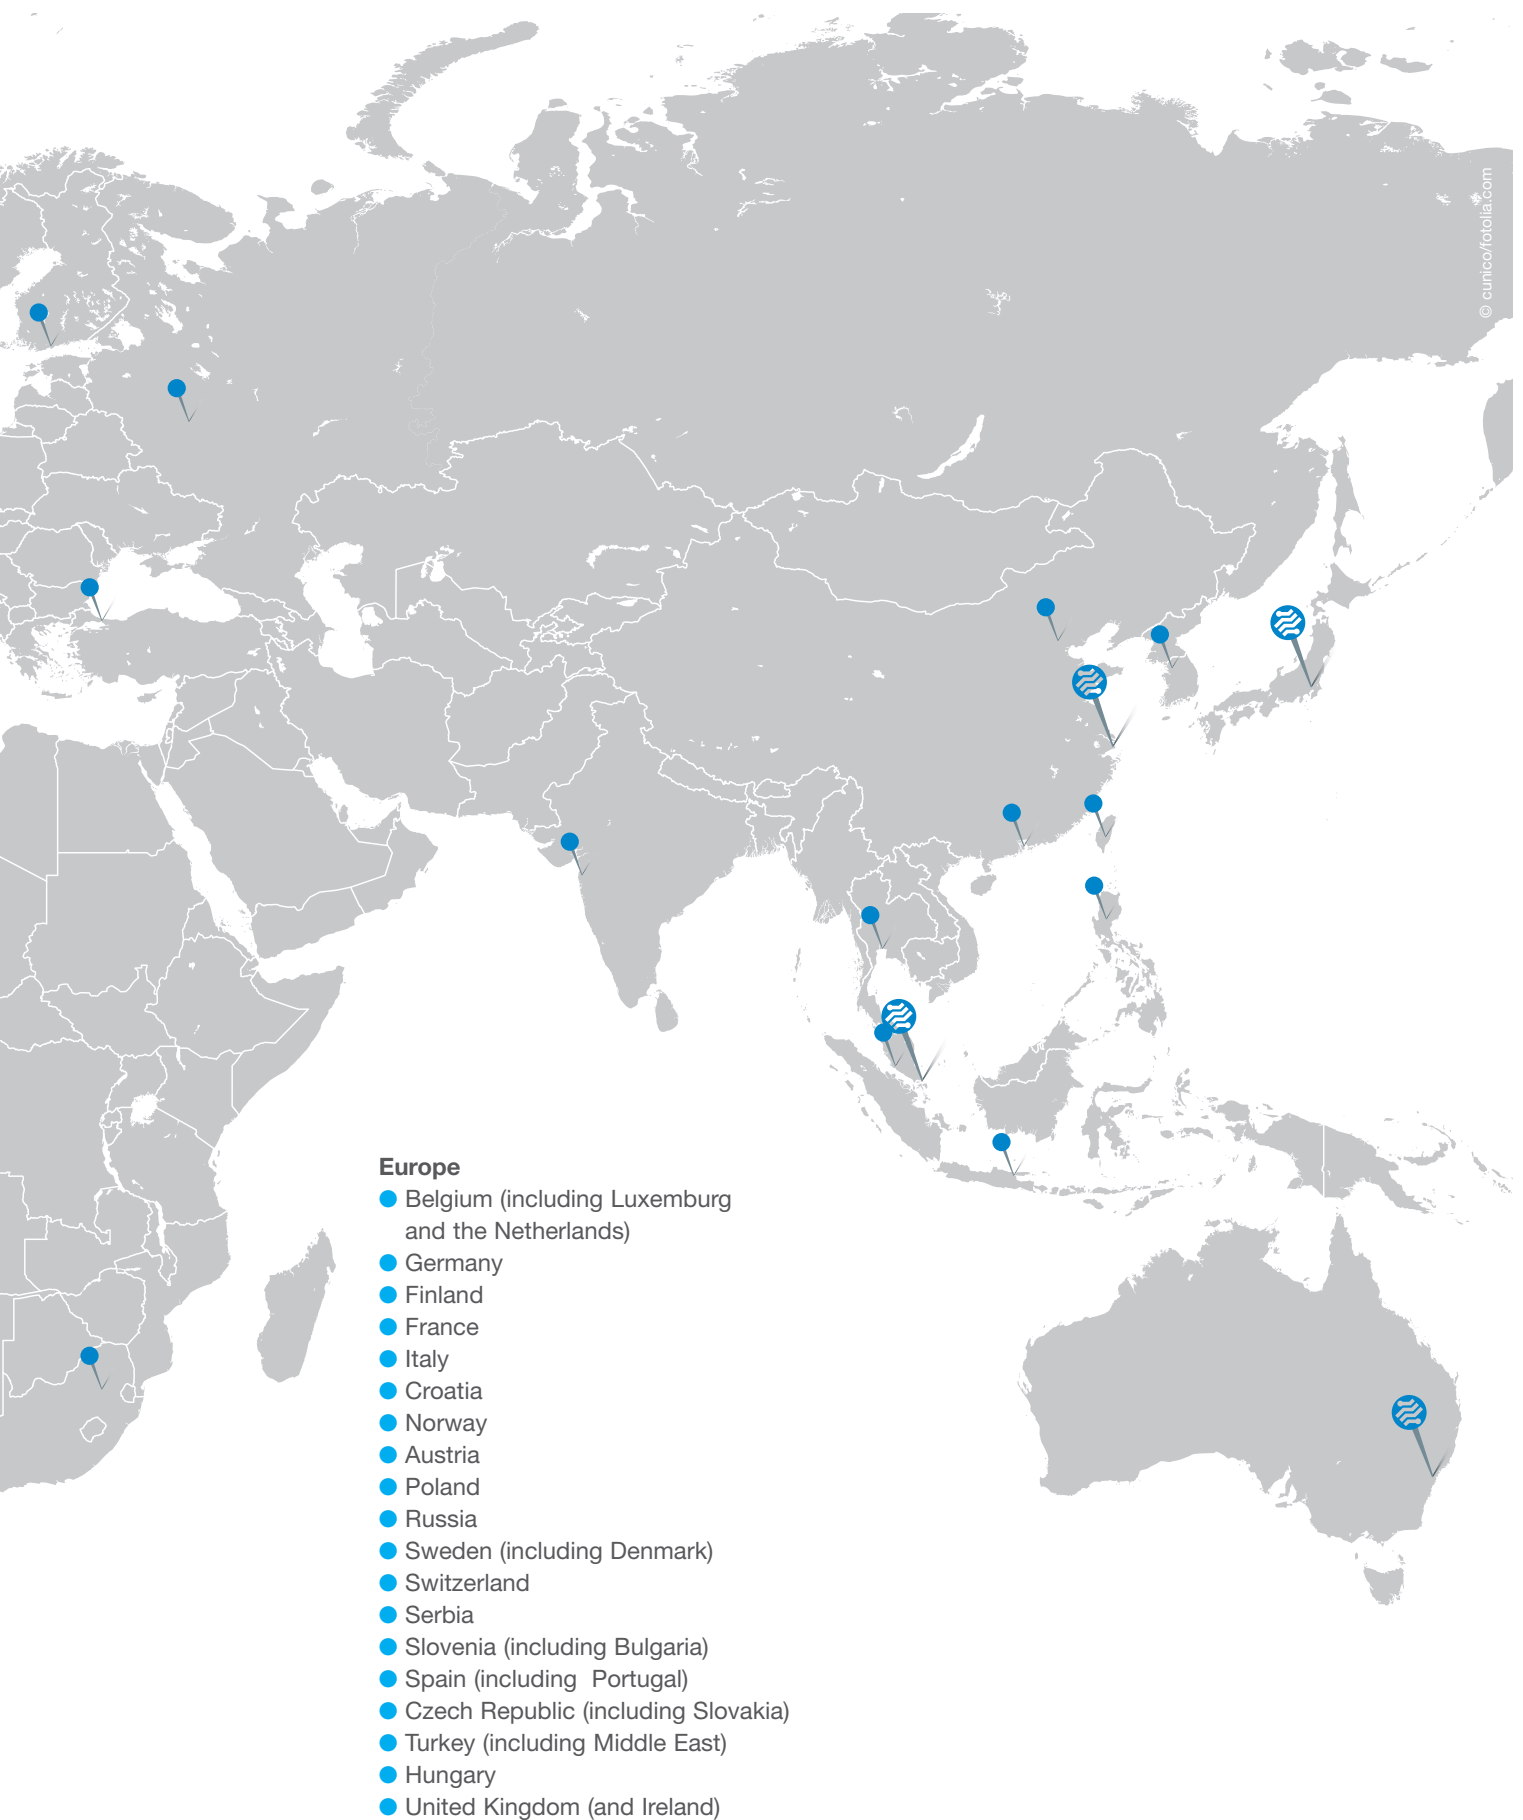 © cunico/fotolia.com
Europe
Belgium (including Luxemburg
and the Netherlands)
Germany
Finland
France
Italy
Croatia
Norway
Austria
Poland
Russia
Sweden (including Denmark)
Switzerland
Serbia
Slovenia (including Bulgaria)
Spain (including  Portugal)
Czech Republic (including Slovakia)
Turkey (including Middle East)
Hungary
United Kingdom (and Ireland)